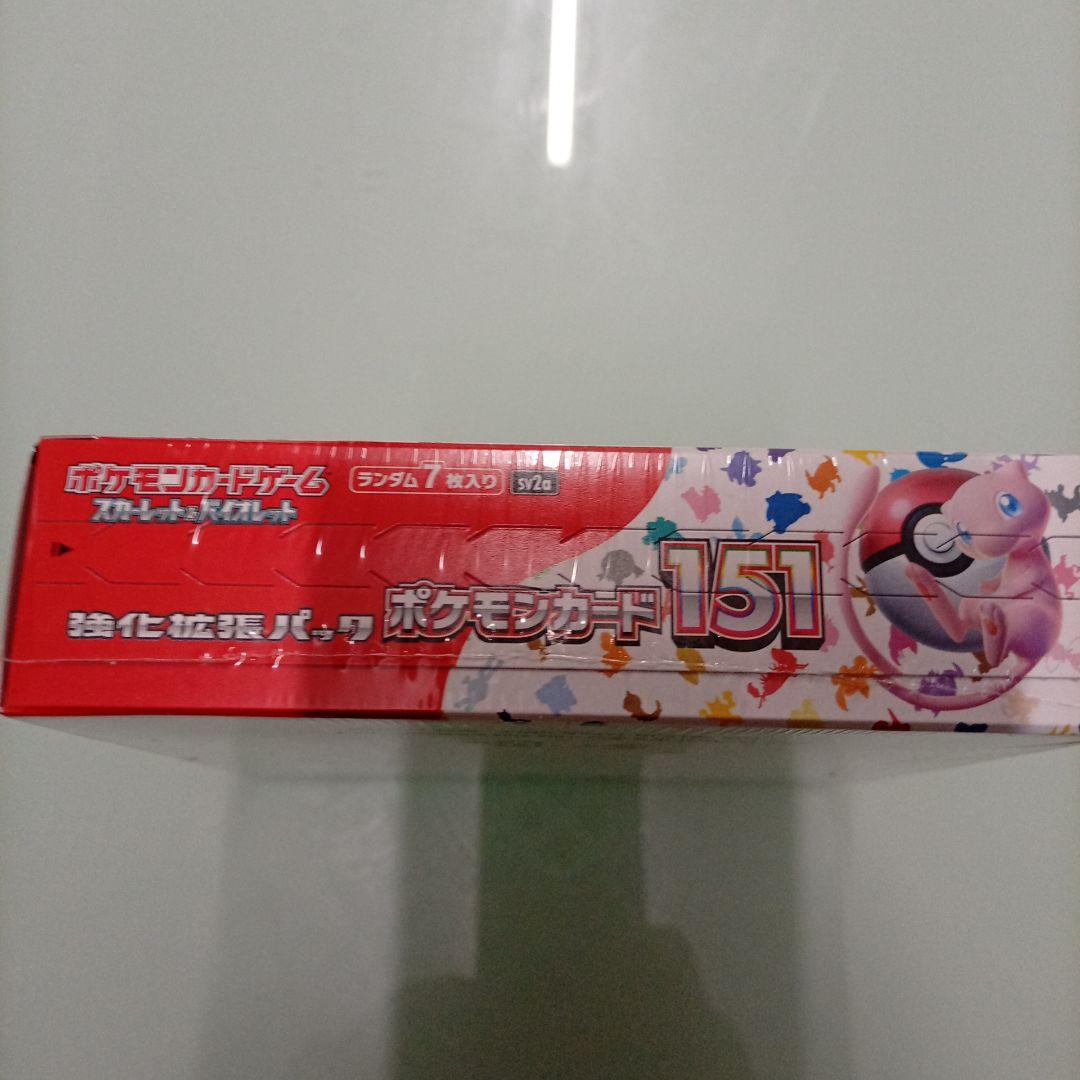 ポケモンカードゲーム
スカーレット&バイオレット
ランダム7枚入り
sv2a
強化拡張パック
ポケモンカード151